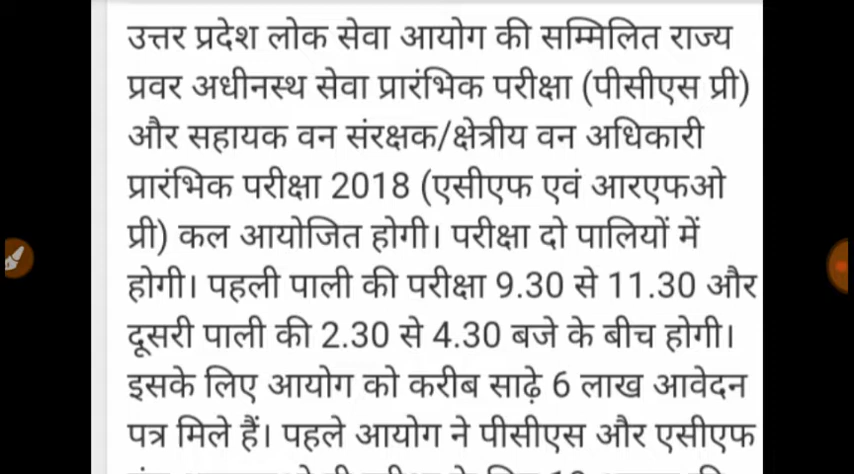 उत्तर प्रदेश लोक सेवा आयोग की सम्मिलित राज्य
प्रवर अधीनस्थ सेवा प्रारंभिक परीक्षा (पीसीएस प्री)
और सहायक वन संरक्षक/क्षेत्रीय वन अधिकारी
प्रारंभिक परीक्षा 2018 (एसीएफ एवं आरएफओ
प्री) कल आयोजित होगी। परीक्षा दो पालियों में
होगी। पहली पाली की परीक्षा 9.30 से 11.30 और
दूसरी पाली की 2.30 से 4.30 बजे के बीच होगी।
इसके लिए आयोग को करीब साढ़े 6 लाख आवेदन
पत्र मिले हैं। पहले आयोग ने पीसीएस और एसीएफ